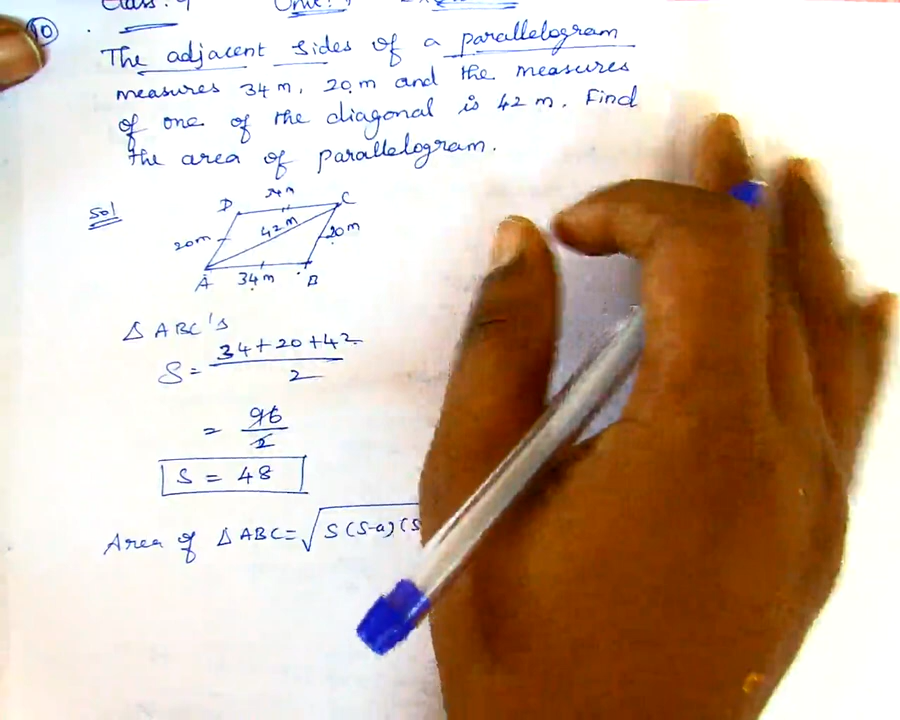 10
The adjacent sides of a parallelogram
measures 34 m, 20 m and the measures
of one of the diagonal is 42 m. Find
the area of parallelogram.
Sol
D 34m C
20m 42m 20m
A 34m B
Δ ABC's
S = 34+20+42
2
= 96
2
S = 48
Area of Δ ABC = √S(S-a)(S